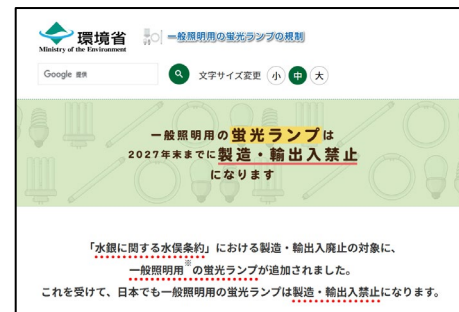 環境省
Ministry of the Environment
一般照明用の蛍光ランプの規制
Google 提供
文字サイズ変更 小 中 大
一般照明用の蛍光ランプは
2027年末までに製造・輸出入禁止
になります
「水銀に関する水俣条約」における製造・輸出入廃止の対象に、
一般照明用※の蛍光ランプが追加されました。
これを受けて、日本でも一般照明用の蛍光ランプは製造・輸出入禁止になります。